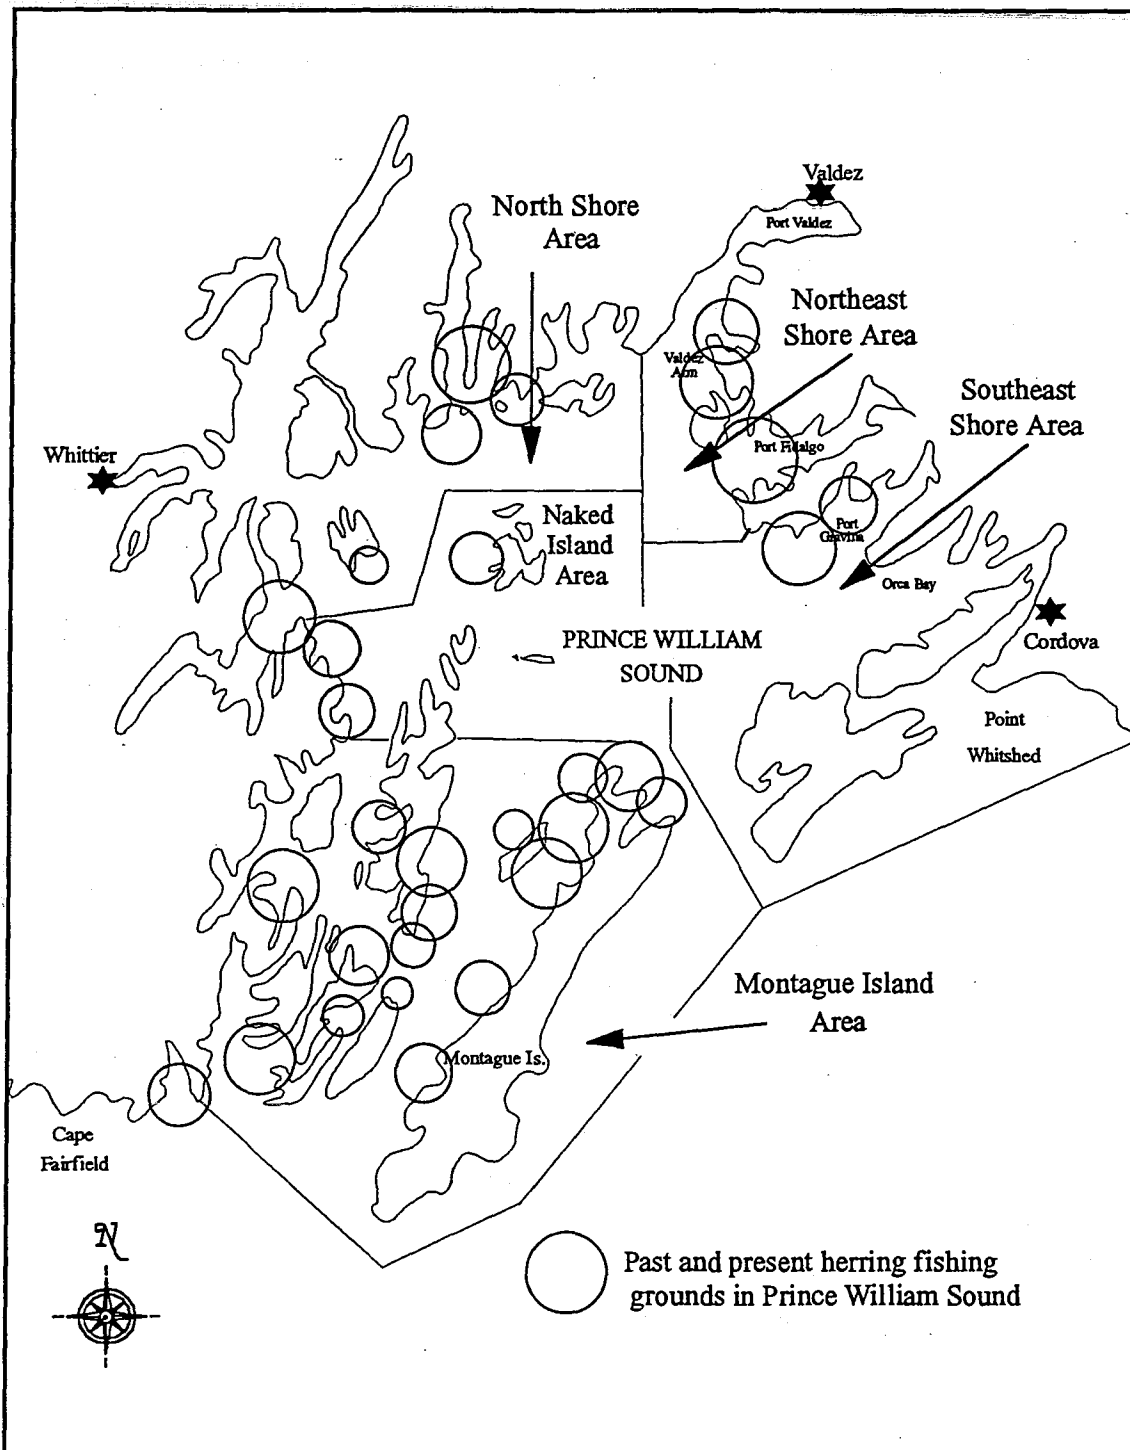 Valdez
Port Valdez
North Shore
Area
Northeast
Shore Area
Valdez
Arm
Southeast
Shore Area
Port Fidalgo
Whittier
Naked
Island
Area
Port
Gravina
Orca Bay
PRINCE WILLIAM
SOUND
Cordova
Point
Whitshed
Montague Island
Area
Montague Is.
Cape
Fairfield
N
Past and present herring fishing
grounds in Prince William Sound